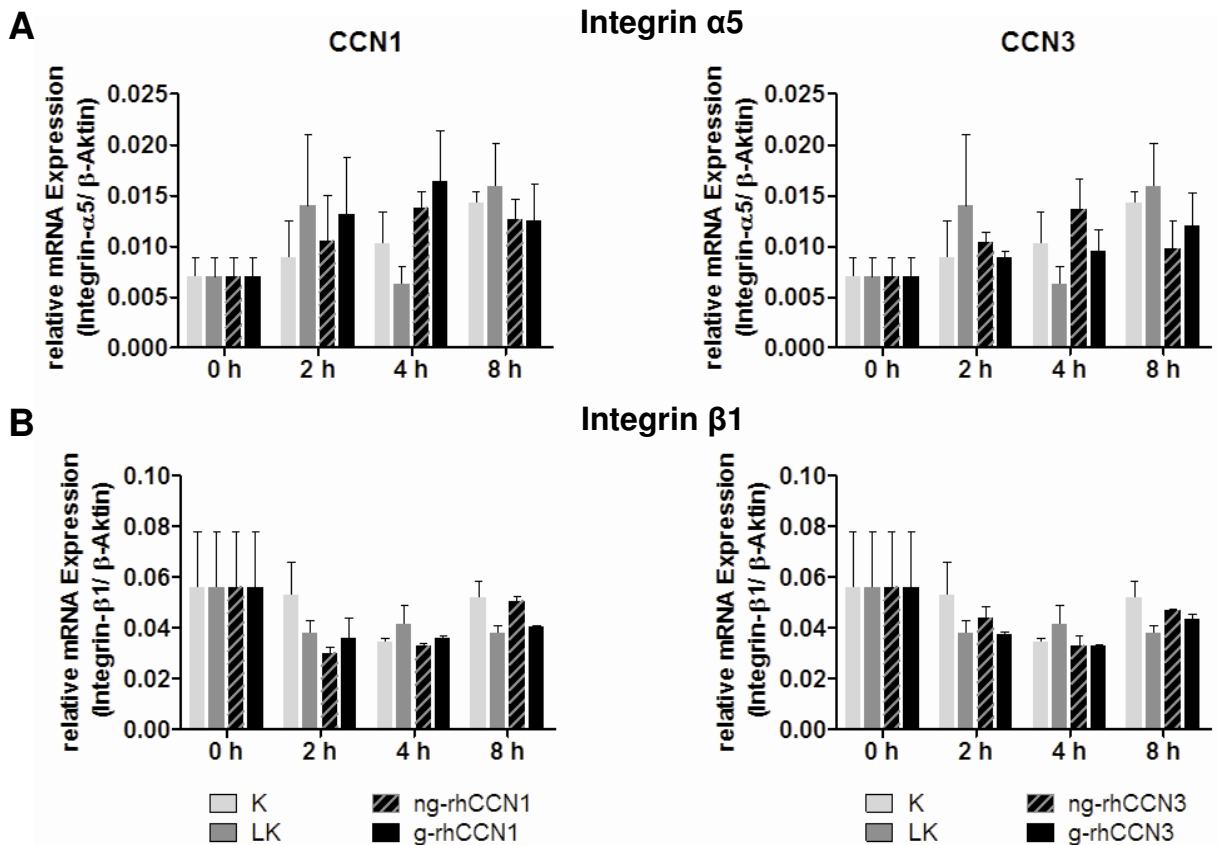 A
Integrin α5
CCN1
CCN3
relative mRNA Expression
(Integrin-α5/ β-Aktin)
0.025
0.020
0.015
0.010
0.005
0.000
0 h 2 h 4 h 8 h
relative mRNA Expression
(Integrin-α5/ β-Aktin)
0.025
0.020
0.015
0.010
0.005
0.000
0 h 2 h 4 h 8 h
B
Integrin β1
relative mRNA Expression
(Integrin-β1/ β-Aktin)
0.10
0.08
0.06
0.04
0.02
0.00
0 h 2 h 4 h 8 h
relative mRNA Expression
(Integrin-β1/ β-Aktin)
0.10
0.08
0.06
0.04
0.02
0.00
0 h 2 h 4 h 8 h
K ng-rhCCN1
LK g-rhCCN1
K ng-rhCCN3
LK g-rhCCN3